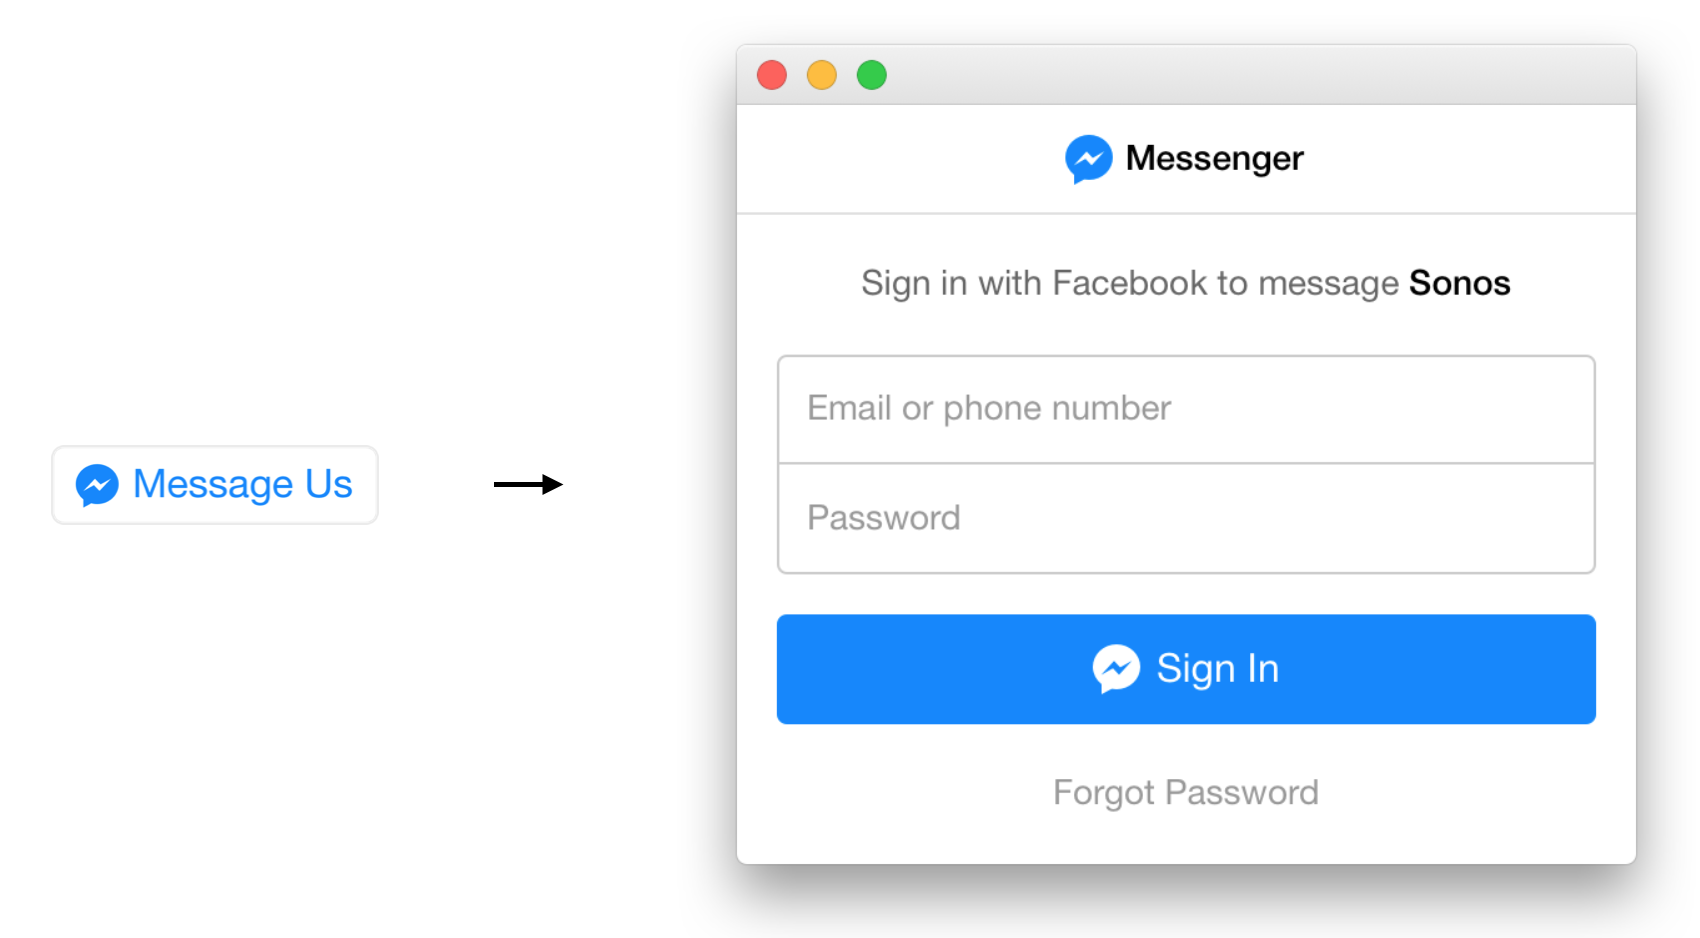 Message Us
Messenger
Sign in with Facebook to message Sonos
Email or phone number
Password
Sign In
Forgot Password